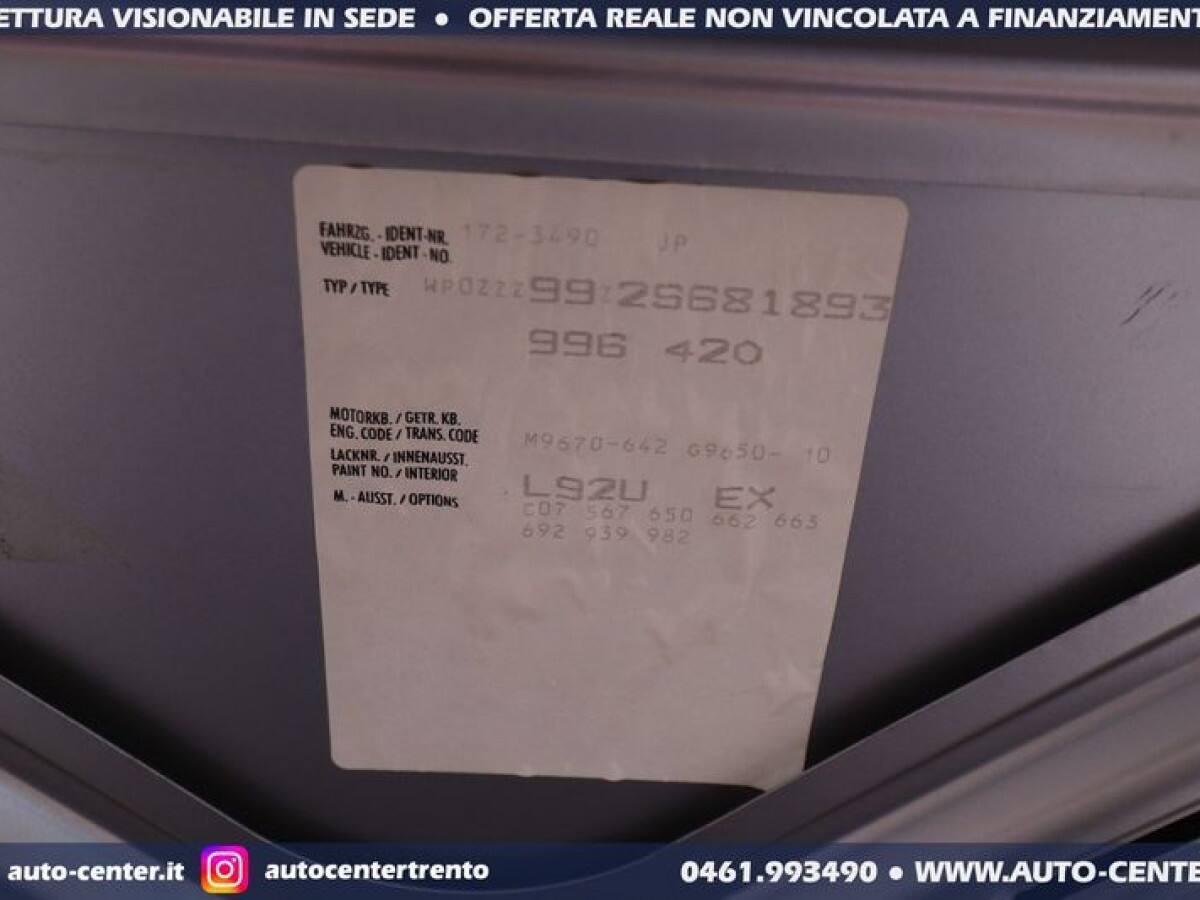 ETTURA VISIONABILE IN SEDE ● OFFERTA REALE NON VINCOLATA A FINANZIAMENT
FAHRZG. - IDENT-NR. 172-3490 JP
VEHICLE - IDENT - NO.
TYP / TYPE WP0ZZZ99Z2S681893
996 420
MOTORKB. / GETR. KB.
ENG. CODE / TRANS. CODE M9670-642 G9650- 10
LACKNR. / INNENAUSST.
PAINT NO. / INTERIOR L92U EX
M. - AUSST. / OPTIONS C07 567 650 662 663
692 939 982
auto-center.it autocentertrento 0461.993490 ● WWW.AUTO-CENTE